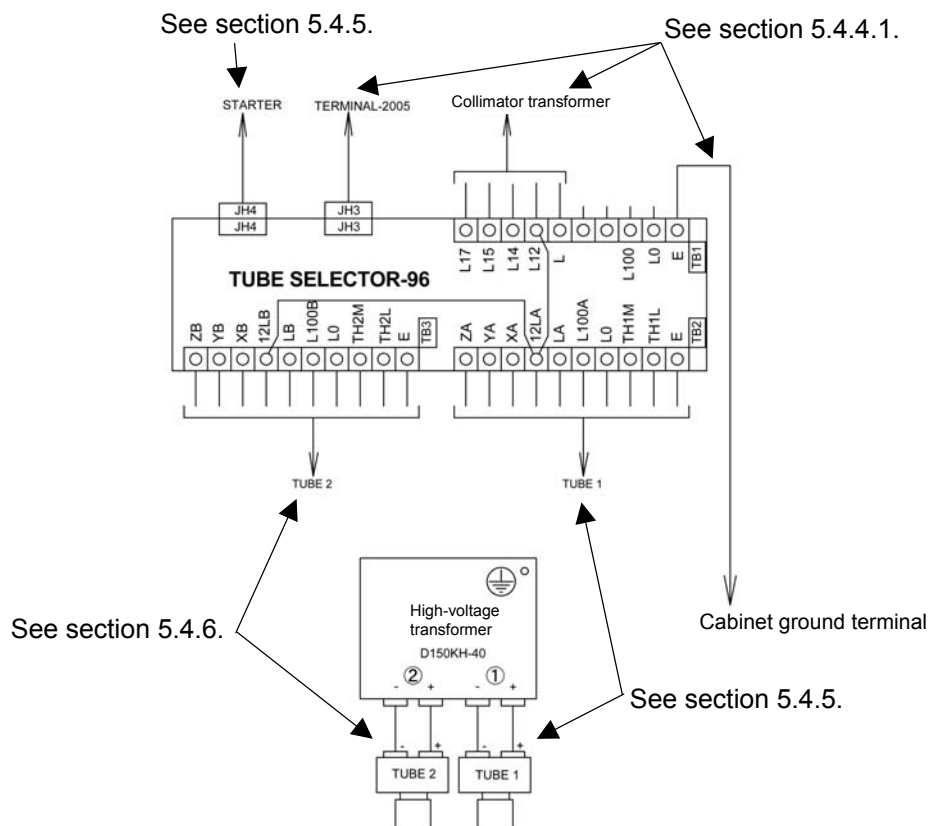 See section 5.4.5.
See section 5.4.4.1.
STARTER
TERMINAL-2005
Collimator transformer
JH4
JH4
JH3
JH3
L17
L15
L14
L12
L
L100
L0
E
TB1
TUBE SELECTOR-96
ZB
YB
XB
12LB
LB
L100B
L0
TH2M
TH2L
E
TB3
ZA
YA
XA
12LA
LA
L100A
L0
TH1M
TH1L
E
TB2
TUBE 2
TUBE 1
High-voltage
transformer
D150KH-40
② ①
- + - +
See section 5.4.6.
Cabinet ground terminal
See section 5.4.5.
- + - +
TUBE 2
TUBE 1